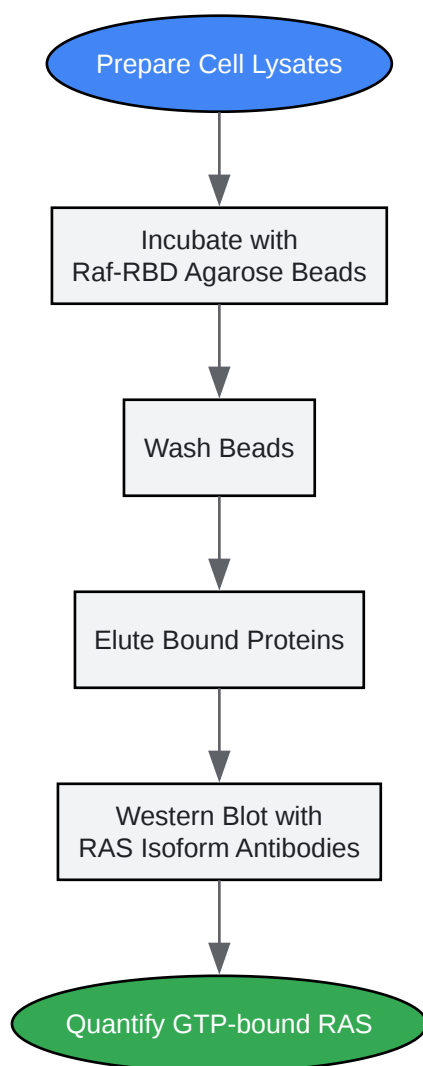 Prepare Cell Lysates
Incubate with
Raf-RBD Agarose Beads
Wash Beads
Elute Bound Proteins
Western Blot with
RAS Isoform Antibodies
Quantify GTP-bound RAS